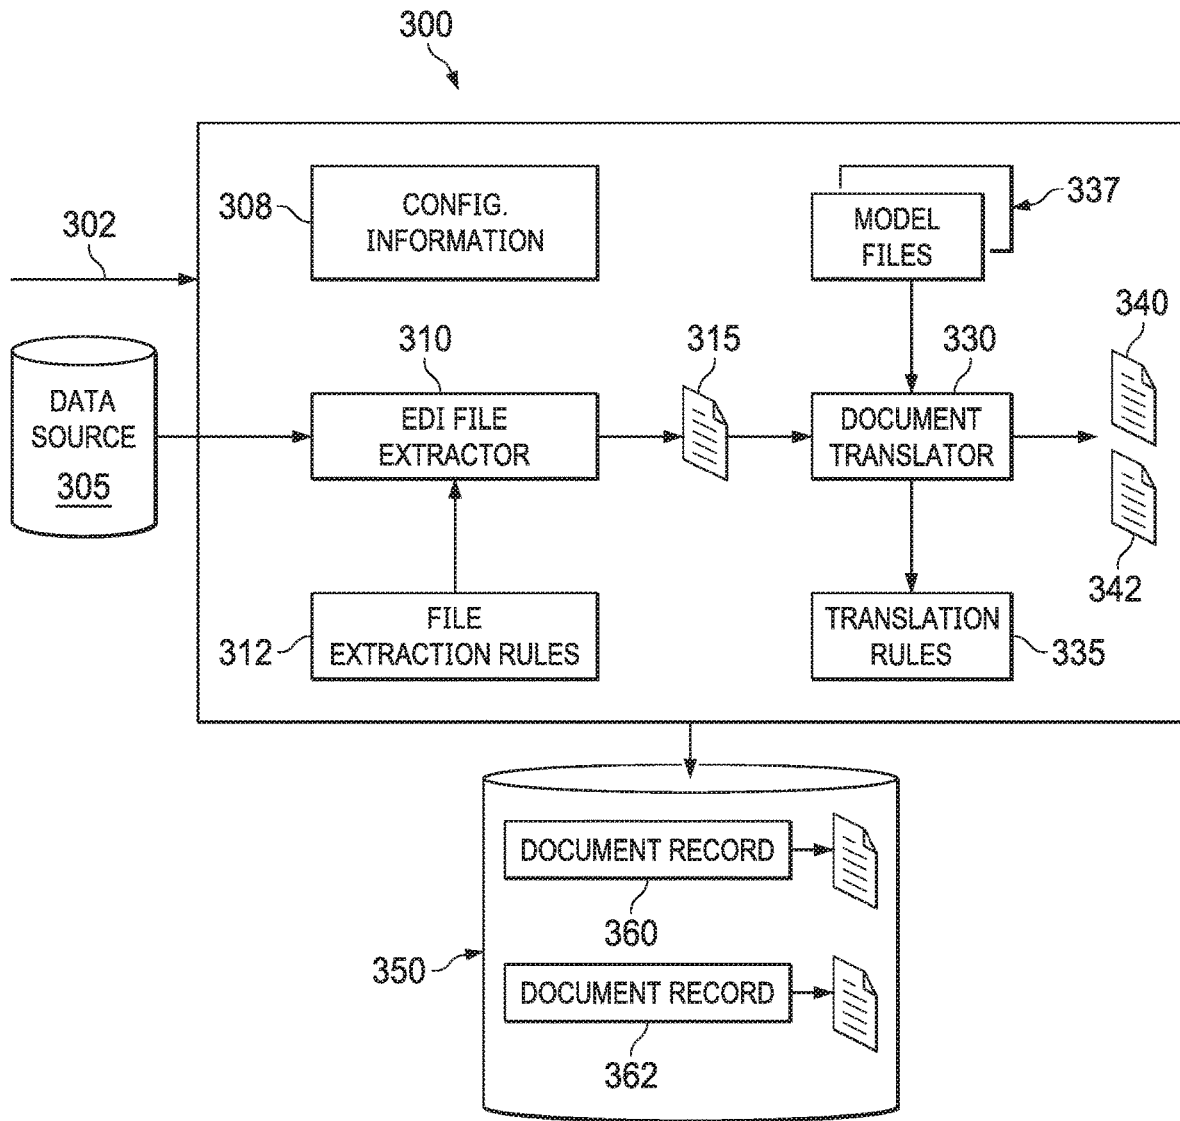 300
302
308
CONFIG.
INFORMATION
MODEL
FILES
337
DATA
SOURCE
305
310
EDI FILE
EXTRACTOR
315
330
DOCUMENT
TRANSLATOR
340
342
312
FILE
EXTRACTION RULES
TRANSLATION
RULES
335
350
DOCUMENT RECORD
360
DOCUMENT RECORD
362